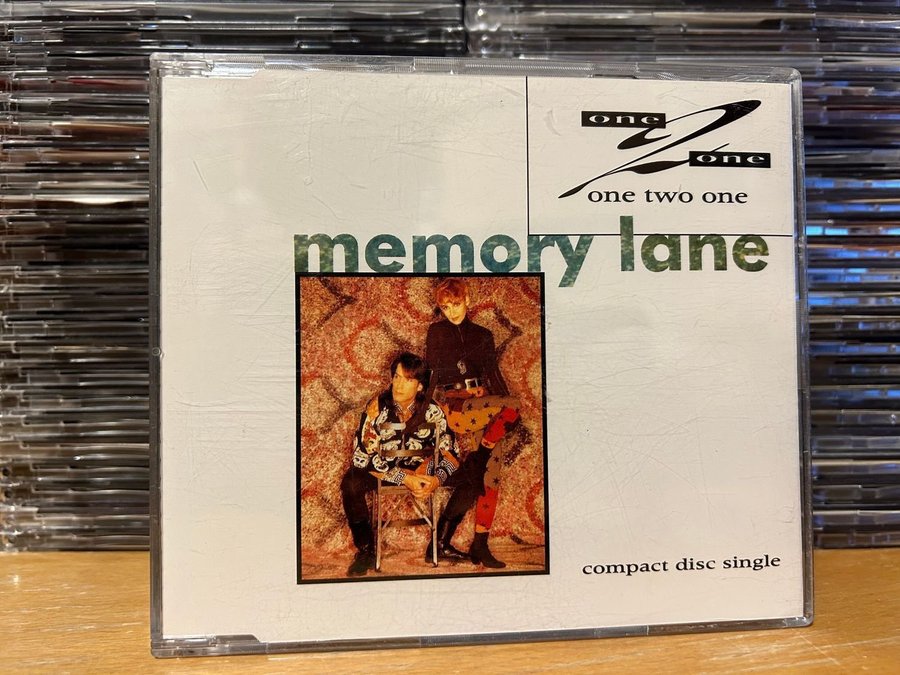 one
2
one
one two one
memory lane
compact disc single